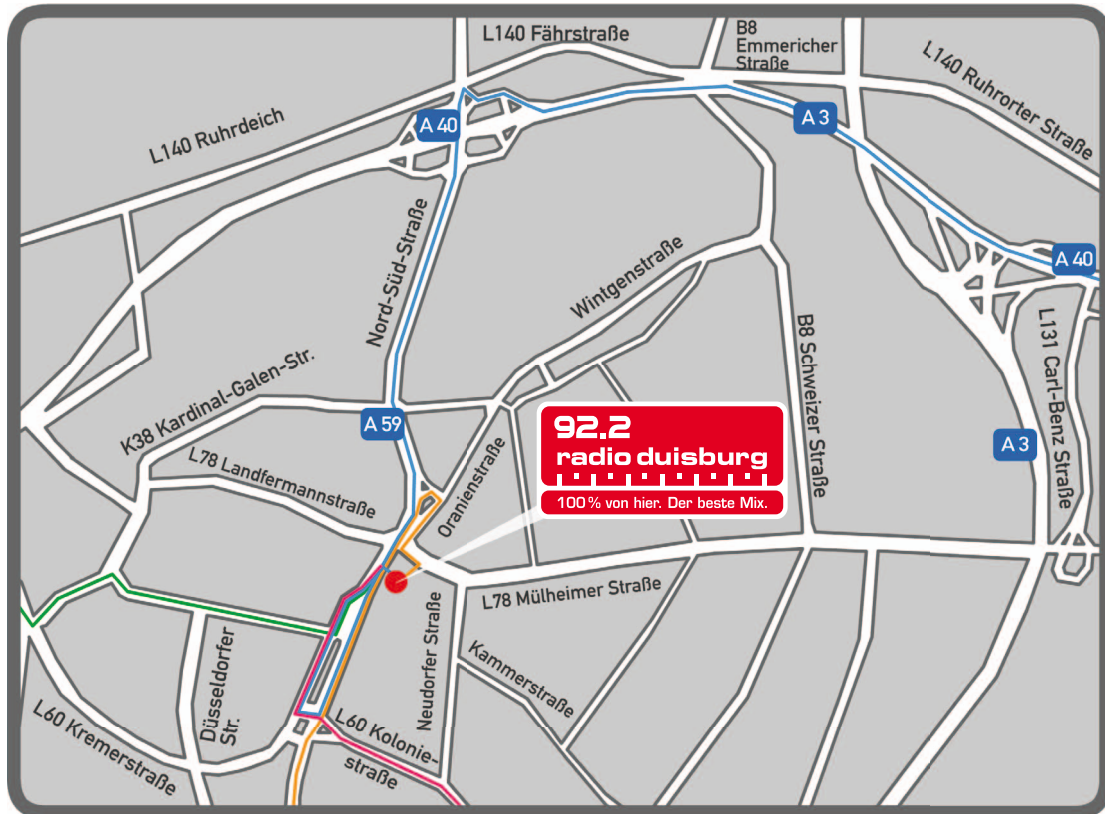 L140 Fährstraße
B8
Emmericher
Straße
L140 Ruhrorter Straße
L140 Ruhrdeich
A 40
A 3
Nord-Süd-Straße
Wintgenstraße
A 40
B8 Schweizer Straße
L131 Carl-Benz Straße
K38 Kardinal-Galen-Str.
A 59
92.2
radio duisburg
100% von hier. Der beste Mix.
A 3
L78 Landfermannstraße
Oranienstraße
L78 Mülheimer Straße
Neudorfer Straße
Kammerstraße
Düsseldorfer
Str.
L60 Kremerstraße
L60 Kolonie-
straße